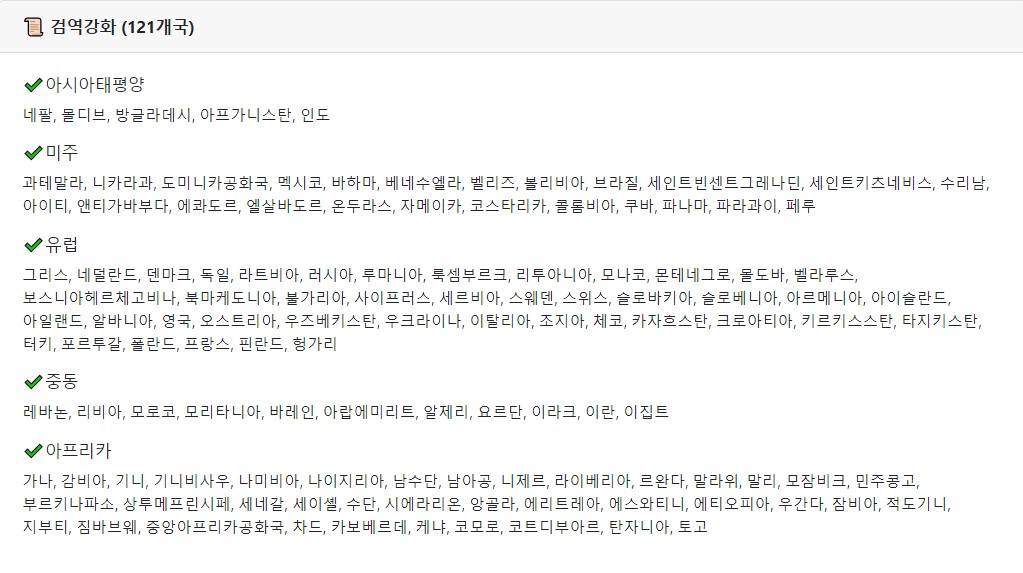 검역강화 (121개국)
아시아태평양
네팔, 몰디브, 방글라데시, 아프가니스탄, 인도
미주
과테말라, 니카라과, 도미니카공화국, 멕시코, 바하마, 베네수엘라, 벨리즈, 볼리비아, 브라질, 세인트빈센트그레나딘, 세인트키츠네비스, 수리남,
아이티, 앤티가바부다, 에콰도르, 엘살바도르, 온두라스, 자메이카, 코스타리카, 콜롬비아, 쿠바, 파나마, 파라과이, 페루
유럽
그리스, 네덜란드, 덴마크, 독일, 라트비아, 러시아, 루마니아, 룩셈부르크, 리투아니아, 모나코, 몬테네그로, 몰도바, 벨라루스,
보스니아헤르체고비나, 북마케도니아, 불가리아, 사이프러스, 세르비아, 스웨덴, 스위스, 슬로바키아, 슬로베니아, 아르메니아, 아이슬란드,
아일랜드, 알바니아, 영국, 오스트리아, 우즈베키스탄, 우크라이나, 이탈리아, 조지아, 체코, 카자흐스탄, 크로아티아, 키르키스스탄, 타지키스탄,
터키, 포르투갈, 폴란드, 프랑스, 핀란드, 헝가리
중동
레바논, 리비아, 모로코, 모리타니아, 바레인, 아랍에미리트, 알제리, 요르단, 이라크, 이란, 이집트
아프리카
가나, 감비아, 기니, 기니비사우, 나미비아, 나이지리아, 남수단, 남아공, 니제르, 라이베리아, 르완다, 말라위, 말리, 모잠비크, 민주콩고,
부르키나파소, 상투메프린시페, 세네갈, 세이셸, 수단, 시에라리온, 앙골라, 에리트레아, 에스와티니, 에티오피아, 우간다, 잠비아, 적도기니,
지부티, 짐바브웨, 중앙아프리카공화국, 차드, 카보베르데, 케냐, 코모로, 코트디부아르, 탄자니아, 토고